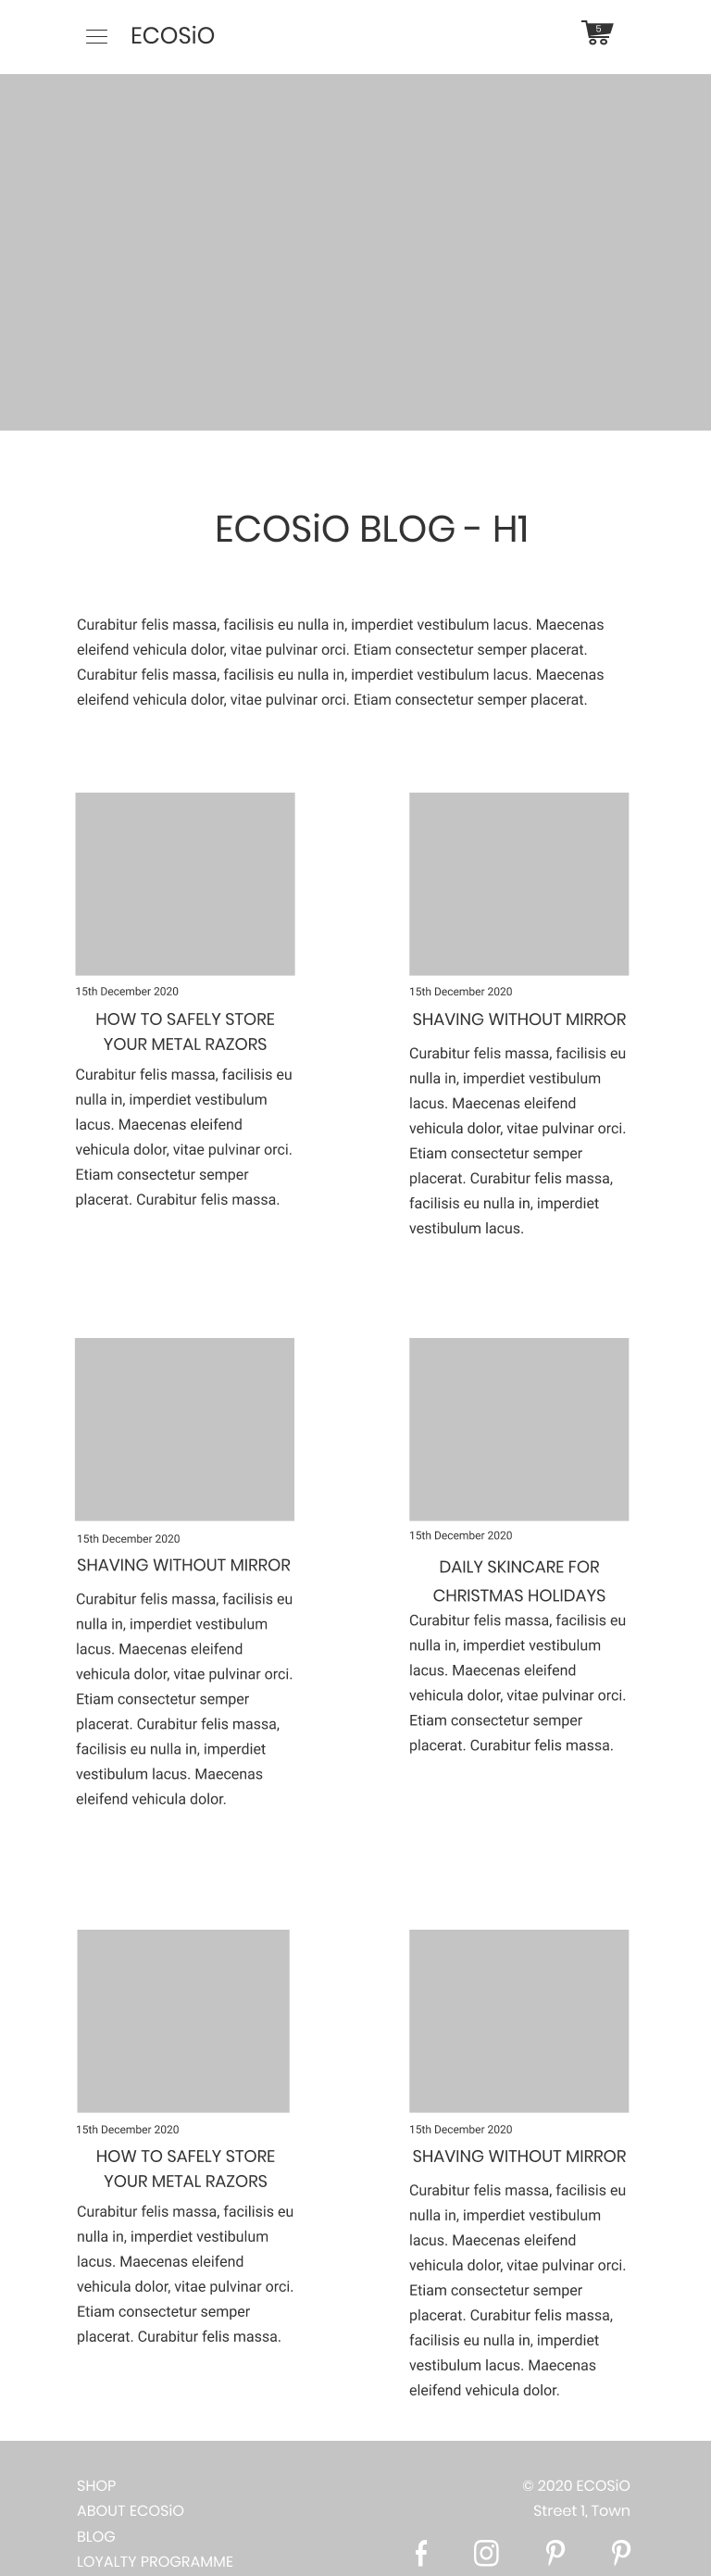 ECOSiO
5
ECOSiO BLOG - H1
Curabitur felis massa, facilisis eu nulla in, imperdiet vestibulum lacus. Maecenas
eleifend vehicula dolor, vitae pulvinar orci. Etiam consectetur semper placerat.
Curabitur felis massa, facilisis eu nulla in, imperdiet vestibulum lacus. Maecenas
eleifend vehicula dolor, vitae pulvinar orci. Etiam consectetur semper placerat.
15th December 2020
HOW TO SAFELY STORE
YOUR METAL RAZORS
Curabitur felis massa, facilisis eu
nulla in, imperdiet vestibulum
lacus. Maecenas eleifend
vehicula dolor, vitae pulvinar orci.
Etiam consectetur semper
placerat. Curabitur felis massa.
15th December 2020
SHAVING WITHOUT MIRROR
Curabitur felis massa, facilisis eu
nulla in, imperdiet vestibulum
lacus. Maecenas eleifend
vehicula dolor, vitae pulvinar orci.
Etiam consectetur semper
placerat. Curabitur felis massa,
facilisis eu nulla in, imperdiet
vestibulum lacus.
15th December 2020
SHAVING WITHOUT MIRROR
Curabitur felis massa, facilisis eu
nulla in, imperdiet vestibulum
lacus. Maecenas eleifend
vehicula dolor, vitae pulvinar orci.
Etiam consectetur semper
placerat. Curabitur felis massa,
facilisis eu nulla in, imperdiet
vestibulum lacus. Maecenas
eleifend vehicula dolor.
15th December 2020
DAILY SKINCARE FOR
CHRISTMAS HOLIDAYS
Curabitur felis massa, facilisis eu
nulla in, imperdiet vestibulum
lacus. Maecenas eleifend
vehicula dolor, vitae pulvinar orci.
Etiam consectetur semper
placerat. Curabitur felis massa.
15th December 2020
HOW TO SAFELY STORE
YOUR METAL RAZORS
Curabitur felis massa, facilisis eu
nulla in, imperdiet vestibulum
lacus. Maecenas eleifend
vehicula dolor, vitae pulvinar orci.
Etiam consectetur semper
placerat. Curabitur felis massa.
15th December 2020
SHAVING WITHOUT MIRROR
Curabitur felis massa, facilisis eu
nulla in, imperdiet vestibulum
lacus. Maecenas eleifend
vehicula dolor, vitae pulvinar orci.
Etiam consectetur semper
placerat. Curabitur felis massa,
facilisis eu nulla in, imperdiet
vestibulum lacus. Maecenas
eleifend vehicula dolor.
SHOP
ABOUT ECOSiO
BLOG
LOYALTY PROGRAMME
© 2020 ECOSiO
Street 1, Town